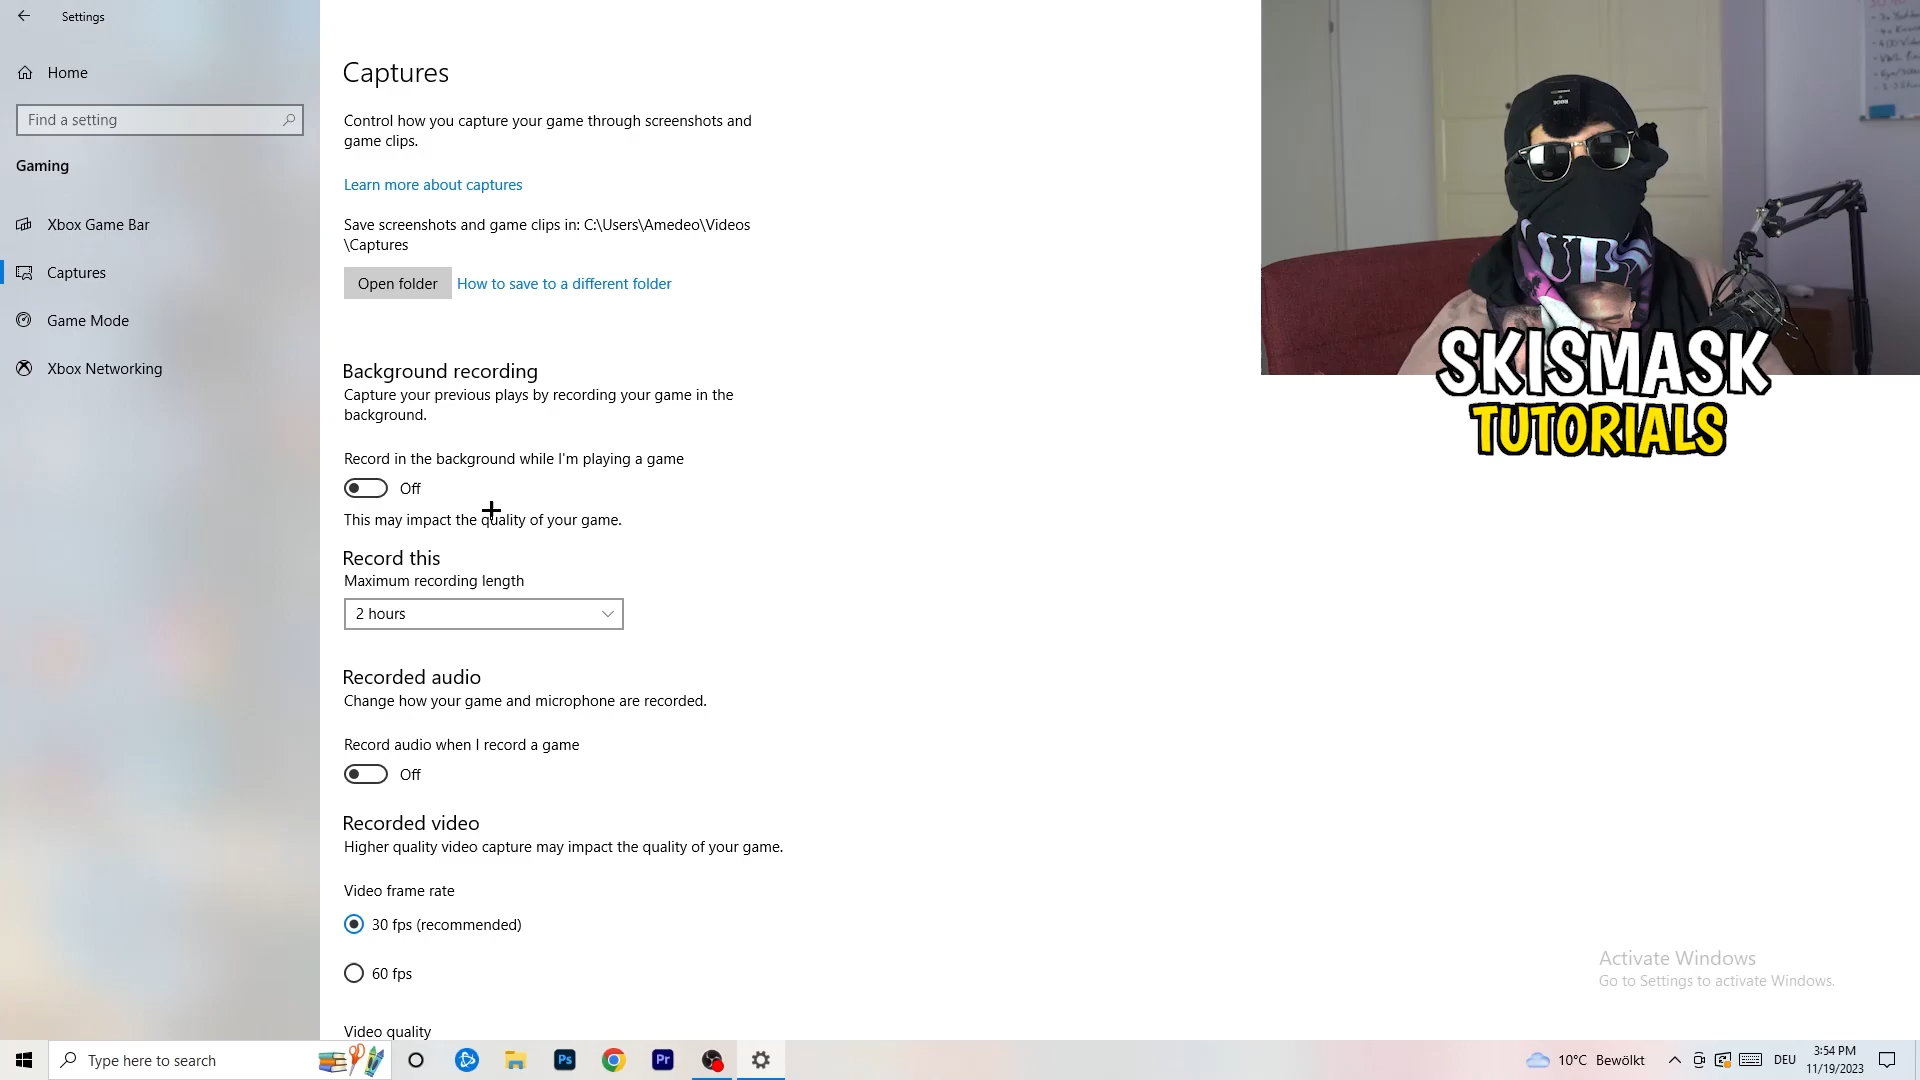 Settings
Home
Find a setting
Gaming
Xbox Game Bar
Captures
Game Mode
Xbox Networking
Captures
Control how you capture your game through screenshots and
game clips.
Learn more about captures
Save screenshots and game clips in: C:\Users\Amedeo\Videos
\Captures
Open folder
How to save to a different folder
Background recording
Capture your previous plays by recording your game in the
background.
Record in the background while I'm playing a game
Off
This may impact the quality of your game.
Record this
Maximum recording length
2 hours
Recorded audio
Change how your game and microphone are recorded.
Record audio when I record a game
Off
Recorded video
Higher quality video capture may impact the quality of your game.
Video frame rate
30 fps (recommended)
60 fps
Video quality
SKISMASK
TUTORIALS
Activate Windows
Go to Settings to activate Windows.
Type here to search
Ps
Pr
10°C Bewölkt
DEU
3:54 PM
11/19/2023